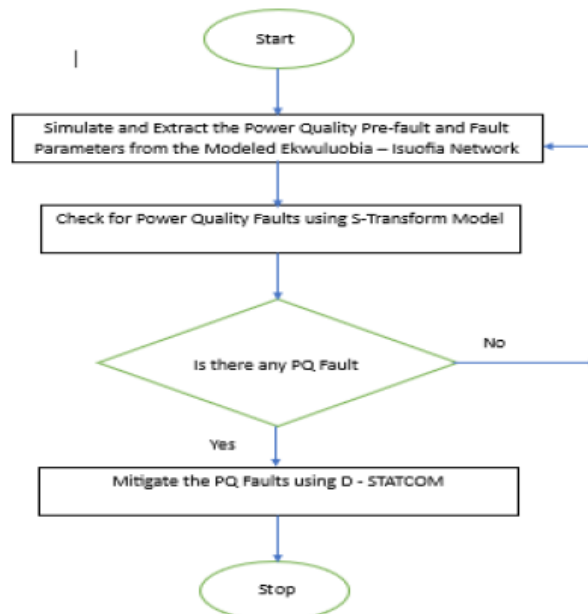 Start
Simulate and Extract the Power Quality Pre-fault and Fault
Parameters from the Modeled Ekwuluobia – Isuofia Network
Check for Power Quality Faults using S-Transform Model
Is there any PQ Fault
No
Yes
Mitigate the PQ Faults using D - STATCOM
Stop